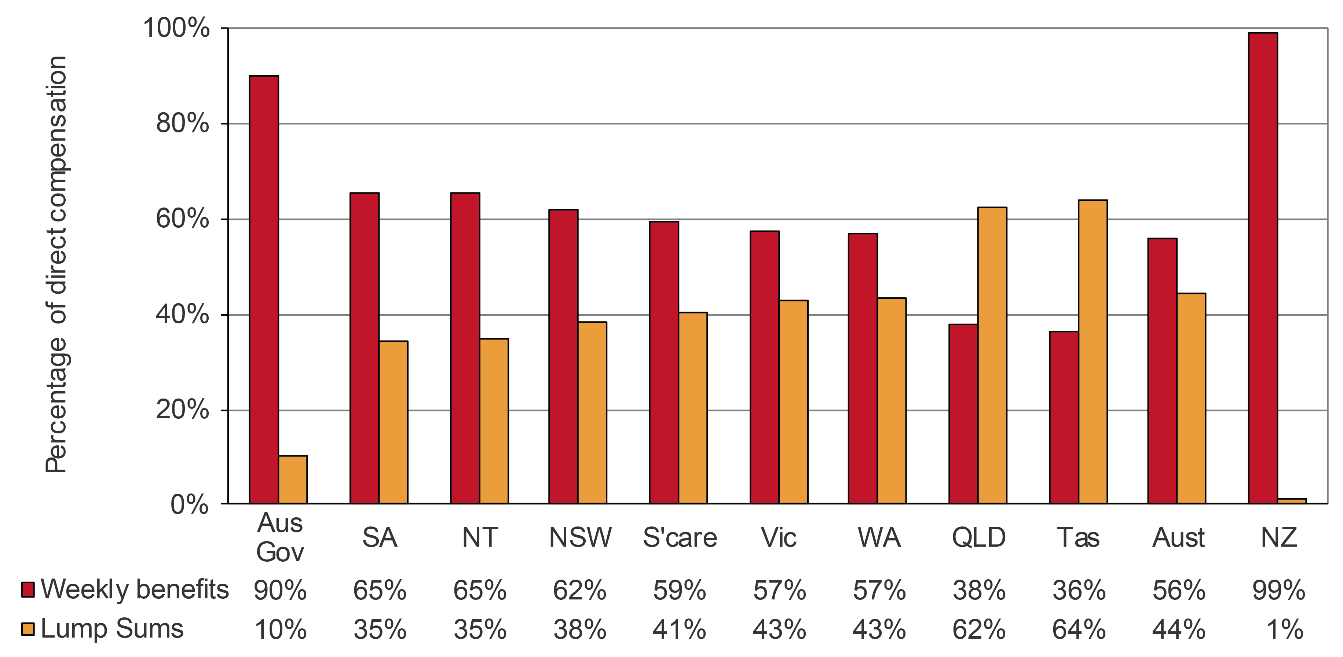 Percentage of direct compensation
100%
80%
60%
40%
20%
0%
Aus Gov SA NT NSW S'care Vic WA QLD Tas Aust NZ
Weekly benefits 90% 65% 65% 62% 59% 57% 57% 38% 36% 56% 99%
Lump Sums 10% 35% 35% 38% 41% 43% 43% 62% 64% 44% 1%